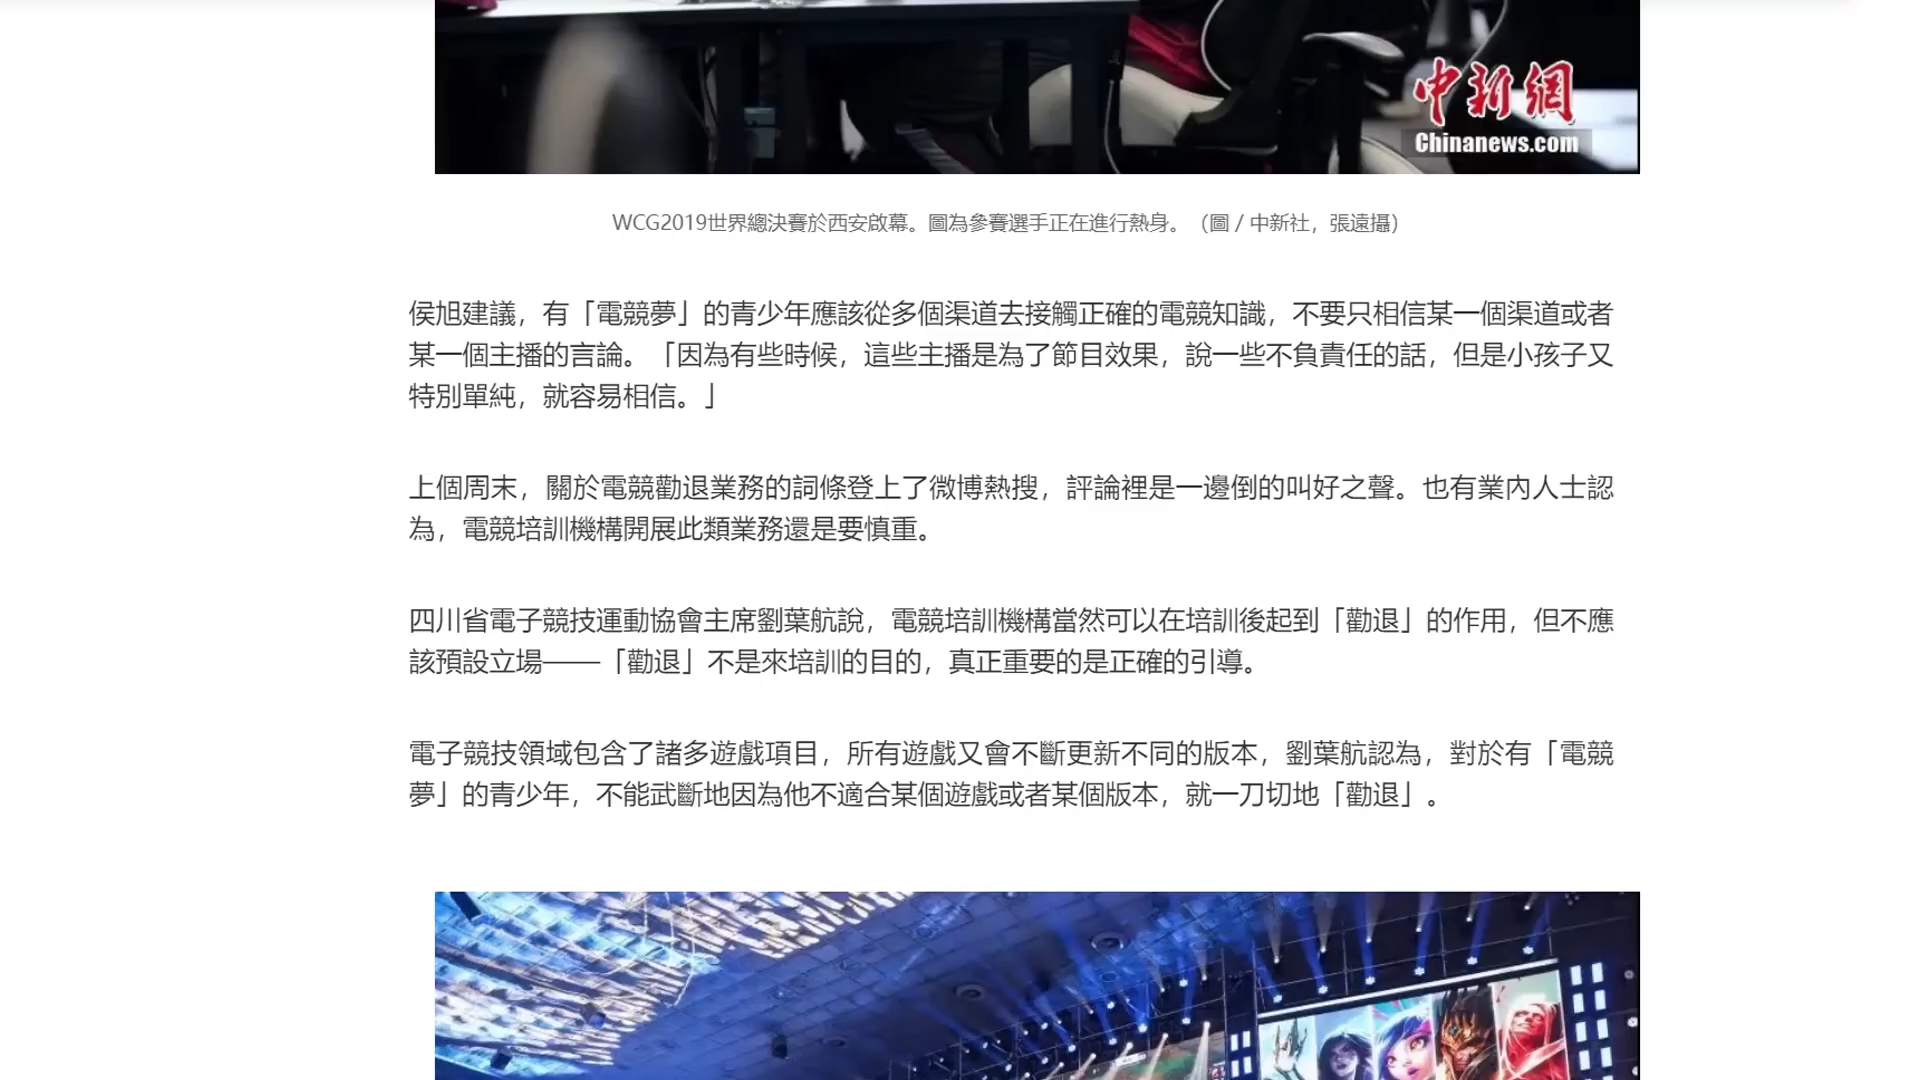 中新網
Chinanews.com
WCG2019世界總決賽於西安啟幕。圖為參賽選手正在進行熱身。（圖 / 中新社，張遠攝）
侯旭建議，有「電競夢」的青少年應該從多個渠道去接觸正確的電競知識，不要只相信某一個渠道或者
某一個主播的言論。「因為有些時候，這些主播是為了節目效果，說一些不負責任的話，但是小孩子又
特別單純，就容易相信。」
上個周末，關於電競勸退業務的詞條登上了微博熱搜，評論裡是一邊倒的叫好之聲。也有業內人士認
為，電競培訓機構開展此類業務還是要慎重。
四川省電子競技運動協會主席劉葉航說，電競培訓機構當然可以在培訓後起到「勸退」的作用，但不應
該預設立場——「勸退」不是來培訓的目的，真正重要的是正確的引導。
電子競技領域包含了諸多遊戲項目，所有遊戲又會不斷更新不同的版本，劉葉航認為，對於有「電競
夢」的青少年，不能武斷地因為他不適合某個遊戲或者某個版本，就一刀切地「勸退」。